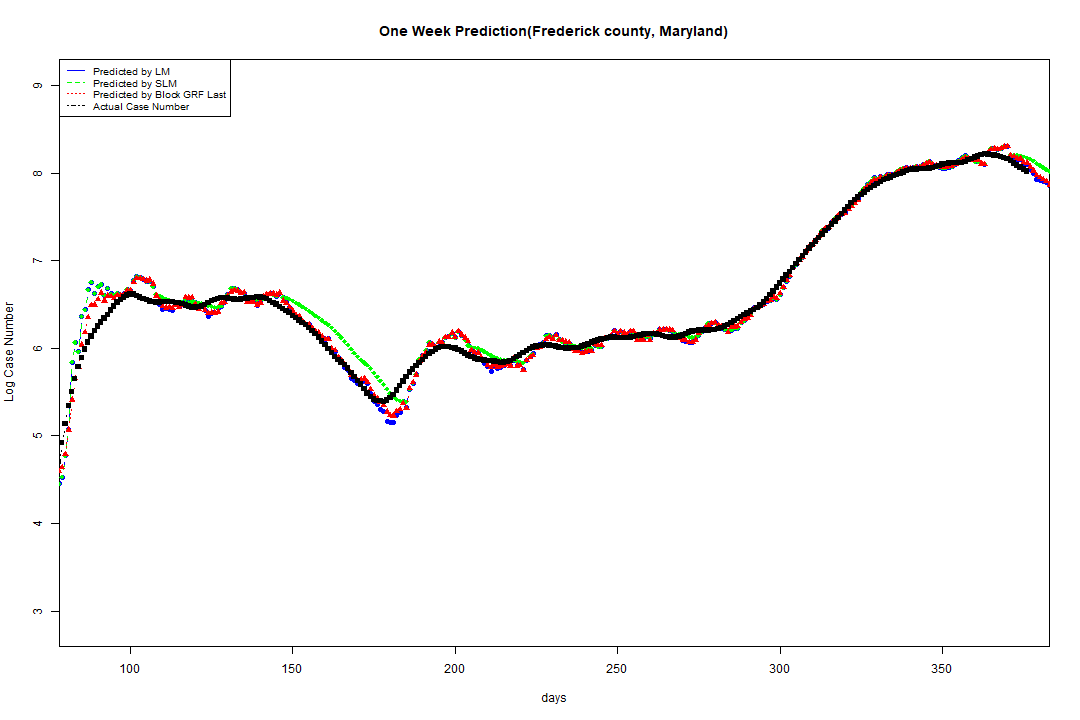 One Week Prediction(Frederick county, Maryland)
Predicted by LM
Predicted by SLM
Predicted by Block GRF Last
Actual Case Number
9
8
7
6
5
4
3
Log Case Number
100 150 200 250 300 350
days